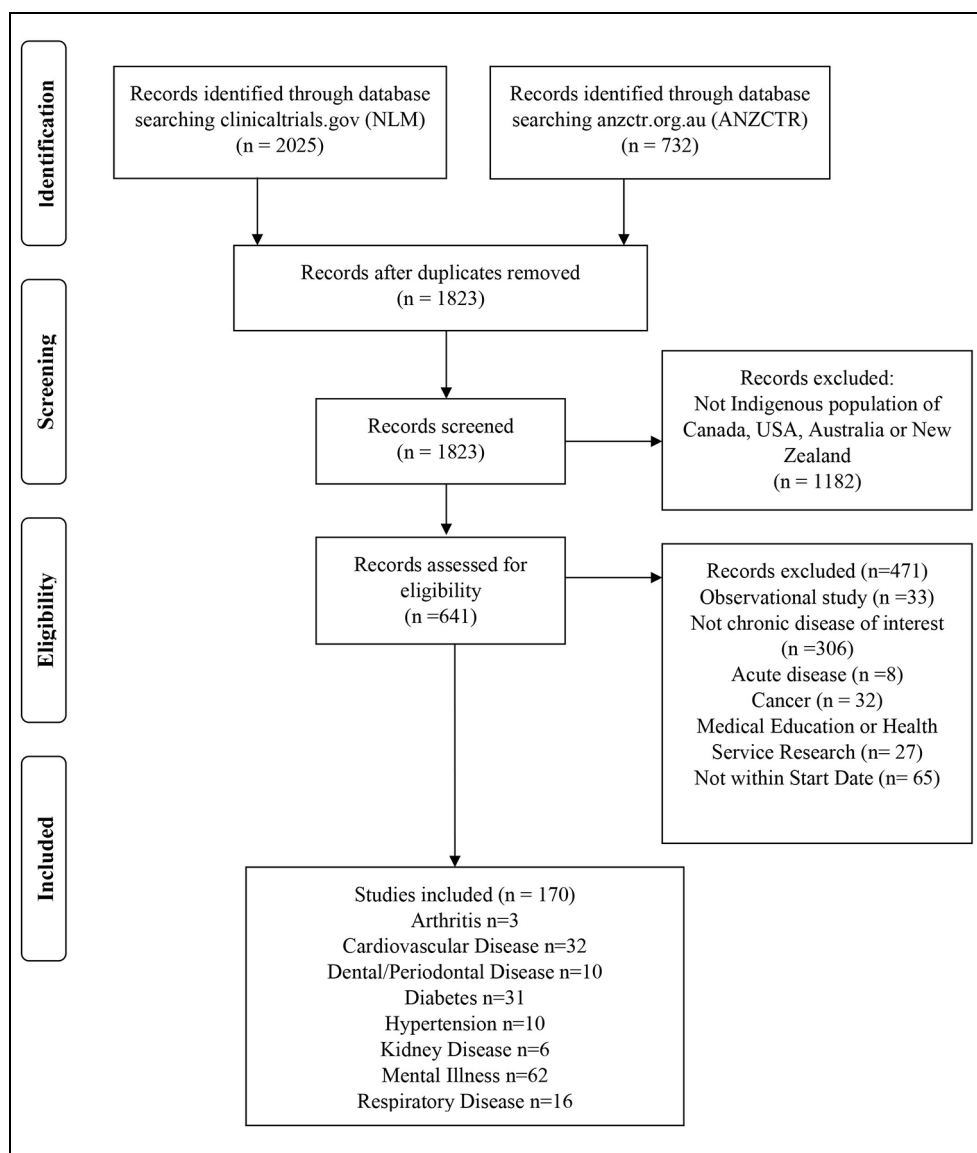 Identification
Records identified through database
searching clinicaltrials.gov (NLM)
(n = 2025)
Records identified through database
searching anzctr.org.au (ANZCTR)
(n = 732)
Records after duplicates removed
(n = 1823)
Screening
Records screened
(n = 1823)
Records excluded:
Not Indigenous population of
Canada, USA, Australia or New
Zealand
(n = 1182)
Eligibility
Records assessed for
eligibility
(n =641)
Records excluded (n=471)
Observational study (n =33)
Not chronic disease of interest
(n =306)
Acute disease (n =8)
Cancer (n = 32)
Medical Education or Health
Service Research (n= 27)
Not within Start Date (n= 65)
Included
Studies included (n = 170)
Arthritis n=3
Cardiovascular Disease n=32
Dental/Periodontal Disease n=10
Diabetes n=31
Hypertension n=10
Kidney Disease n=6
Mental Illness n=62
Respiratory Disease n=16